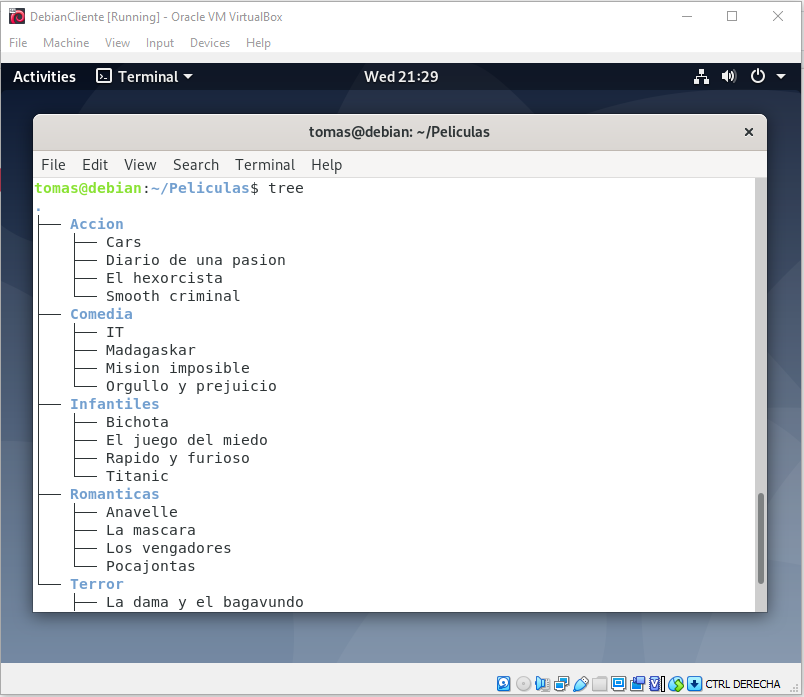 DebianCliente [Running] - Oracle VM VirtualBox
File Machine View Input Devices Help
Activities Terminal Wed 21:29
tomas@debian: ~/Peliculas
File Edit View Search Terminal Help
tomas@debian:~/Peliculas$ tree
.
├── Accion
│   ├── Cars
│   ├── Diario de una pasion
│   ├── El hexorcista
│   └── Smooth criminal
├── Comedia
│   ├── IT
│   ├── Madagaskar
│   ├── Mision imposible
│   └── Orgullo y prejuicio
├── Infantiles
│   ├── Bichota
│   ├── El juego del miedo
│   ├── Rapido y furioso
│   └── Titanic
├── Romanticas
│   ├── Anavelle
│   ├── La mascara
│   ├── Los vengadores
│   └── Pocajontas
└── Terror
    ├── La dama y el bagavundo
CTRL DERECHA